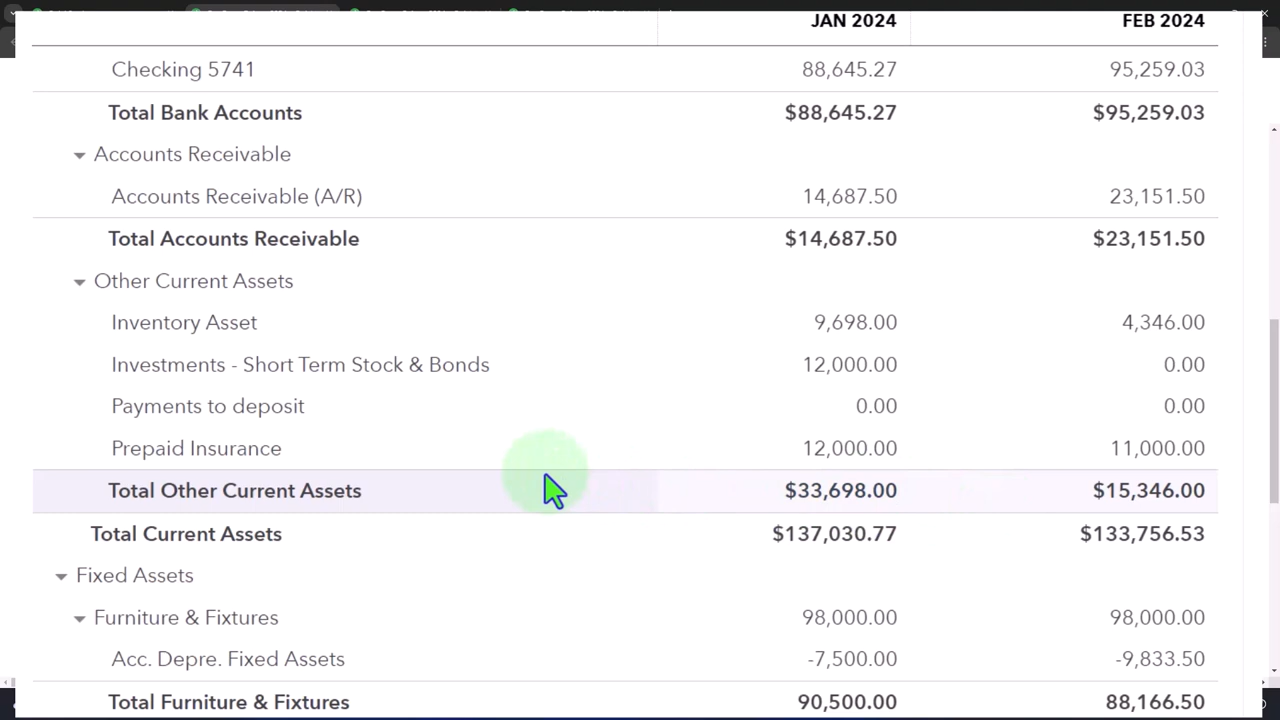 JAN 2024 FEB 2024
Checking 5741 88,645.27 95,259.03
Total Bank Accounts $88,645.27 $95,259.03
Accounts Receivable
Accounts Receivable (A/R) 14,687.50 23,151.50
Total Accounts Receivable $14,687.50 $23,151.50
Other Current Assets
Inventory Asset 9,698.00 4,346.00
Investments - Short Term Stock & Bonds 12,000.00 0.00
Payments to deposit 0.00 0.00
Prepaid Insurance 12,000.00 11,000.00
Total Other Current Assets $33,698.00 $15,346.00
Total Current Assets $137,030.77 $133,756.53
Fixed Assets
Furniture & Fixtures 98,000.00 98,000.00
Acc. Depre. Fixed Assets -7,500.00 -9,833.50
Total Furniture & Fixtures 90,500.00 88,166.50